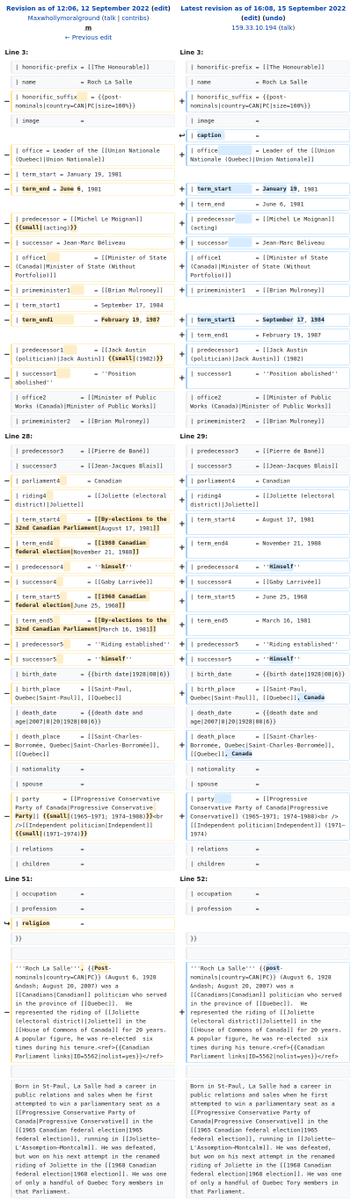 Revision as of 12:06, 12 September 2022 (edit)
Maxwhollymoralground (talk | contribs)
m
← Previous edit
Latest revision as of 16:08, 15 September 2022
(edit) (undo)
159.33.10.194 (talk)
Line 3:
Line 3:
| honorific-prefix = [[The Honourable]]
| honorific-prefix = [[The Honourable]]
| name = Roch La Salle
| name = Roch La Salle
− | honorific_suffix = {{post-
nominals|country=CAN|PC|size=100%}}
+ | honorific_suffix = {{post-
nominals|country=CAN|PC|size=100%}}
| image =
| image =
| caption =
− | office = Leader of the [[Union Nationale
(Quebec)|Union Nationale]]
+ | office = Leader of the [[Union
Nationale (Quebec)|Union Nationale]]
− | term_start = January 19, 1981
− | term_end = June 6, 1981
+ | term_start = January 19, 1981
+ | term_end = June 6, 1981
− | predecessor = [[Michel Le Moignan]]
{{small|(acting)}}
+ | predecessor = [[Michel Le Moignan]]
(acting)
− | successor = Jean-Marc Béliveau
+ | successor = Jean-Marc Béliveau
− | office1 = [[Minister of State
(Canada)|Minister of State (Without
Portfolio)]]
+ | office1 = [[Minister of State
(Canada)|Minister of State (Without
Portfolio)]]
− | primeminister1 = [[Brian Mulroney]]
+ | primeminister1 = [[Brian Mulroney]]
− | term_start1 = September 17, 1984
− | term_end1 = February 19, 1987
+ | term_start1 = September 17, 1984
+ | term_end1 = February 19, 1987
− | predecessor1 = [[Jack Austin
(politician)|Jack Austin]] {{small|(1982)}}
+ | predecessor1 = [[Jack Austin
(politician)|Jack Austin]] (1982)
− | successor1 = ''Position
abolished''
+ | successor1 = ''Position abolished''
| office2 = [[Minister of Public
Works (Canada)|Minister of Public Works]]
| office2 = [[Minister of Public
Works (Canada)|Minister of Public Works]]
| primeminister2 = [[Brian Mulroney]]
| primeminister2 = [[Brian Mulroney]]
Line 28:
Line 29:
| predecessor3 = [[Pierre de Bané]]
| predecessor3 = [[Pierre de Bané]]
| successor3 = [[Jean-Jacques Blais]]
| successor3 = [[Jean-Jacques Blais]]
− | parliament4 = Canadian
+ | parliament4 = Canadian
− | riding4 = [[Joliette (electoral
district)|Joliette]]
+ | riding4 = [[Joliette (electoral
district)|Joliette]]
− | term_start4 = [[By-elections to the
32nd Canadian Parliament|August 17, 1981]]
+ | term_start4 = August 17, 1981
− | term_end4 = [[1988 Canadian
federal election|November 21, 1988]]
+ | term_end4 = November 21, 1988
− | predecessor4 = ''himself''
+ | predecessor4 = ''Himself''
− | successor4 = [[Gaby Larrivée]]
+ | successor4 = [[Gaby Larrivée]]
− | term_start5 = [[1968 Canadian
federal election|June 25, 1968]]
+ | term_start5 = June 25, 1968
− | term_end5 = [[By-elections to the
32nd Canadian Parliament|March 16, 1981]]
+ | term_end5 = March 16, 1981
− | predecessor5 = ''Riding established''
+ | predecessor5 = ''Riding established''
− | successor5 = ''himself''
+ | successor5 = ''Himself''
| birth_date = {{birth date|1928|08|6}}
| birth_date = {{birth date|1928|08|6}}
− | birth_place = [[Saint-Paul,
Quebec|Saint-Paul]], [[Quebec]]
+ | birth_place = [[Saint-Paul,
Quebec|Saint-Paul]], [[Quebec]], Canada
| death_date = {{death date and
age|2007|8|20|1928|08|6}}
| death_date = {{death date and
age|2007|8|20|1928|08|6}}
− | death_place = [[Saint-Charles-
Borromée, Quebec|Saint-Charles-Borromée]],
[[Quebec]]
+ | death_place = [[Saint-Charles-
Borromée, Quebec|Saint-Charles-Borromée]],
[[Quebec]], Canada
| nationality =
| nationality =
| spouse =
| spouse =
− | party = [[Progressive Conservative
Party of Canada|Progressive Conservative
Party]] {{small|(1965–1971; 1974–1988)}}<br
/>[[Independent politician|Independent]]
{{small|(1971–1974)}}
+ | party = [[Progressive
Conservative Party of Canada|Progressive
Conservative]] (1965–1971; 1974–1988)<br />
[[Independent politician|Independent]] (1971–
1974)
| relations =
| relations =
| children =
| children =
Line 51:
Line 52:
| occupation =
| occupation =
| profession =
| profession =
| religion
}}
}}
− '''Roch La Salle''', {{Post-
nominals|country=CAN|PC}} (August 6, 1928
&ndash; August 20, 2007) was a
[[Canadians|Canadian]] politician who served
in the province of [[Quebec]]. He
represented the riding of [[Joliette
(electoral district)|Joliette]] in the
[[House of Commons of Canada]] for 20 years.
A popular figure, he was re-elected six
times during his tenure.<ref>{{Canadian
Parliament links|ID=5562|nolist=yes}}</ref>
+ '''Roch La Salle''' {{post-
nominals|country=CAN|PC}} (August 6, 1928
&ndash; August 20, 2007) was a
[[Canadians|Canadian]] politician who served
in the province of [[Quebec]]. He
represented the riding of [[Joliette
(electoral district)|Joliette]] in the
[[House of Commons of Canada]] for 20 years.
A popular figure, he was re-elected six
times during his tenure.<ref>{{Canadian
Parliament links|ID=5562|nolist=yes}}</ref>
Born in St-Paul, La Salle had a career in
public relations and sales when he first
attempted to win a parliamentary seat as a
[[Progressive Conservative Party of
Canada|Progressive Conservative]] in the
[[1965 Canadian federal election|1965
federal election]], running in [[Joliette—
L'Assomption—Montcalm]]. He was defeated,
but won on his next attempt in the renamed
riding of Joliette in the [[1968 Canadian
federal election|1968 election]]. He was one
of only a handful of Quebec Tory members in
that Parliament.
Born in St-Paul, La Salle had a career in
public relations and sales when he first
attempted to win a parliamentary seat as a
[[Progressive Conservative Party of
Canada|Progressive Conservative]] in the
[[1965 Canadian federal election|1965
federal election]], running in [[Joliette—
L'Assomption—Montcalm]]. He was defeated,
but won on his next attempt in the renamed
riding of Joliette in the [[1968 Canadian
federal election|1968 election]]. He was one
of only a handful of Quebec Tory members in
that Parliament.